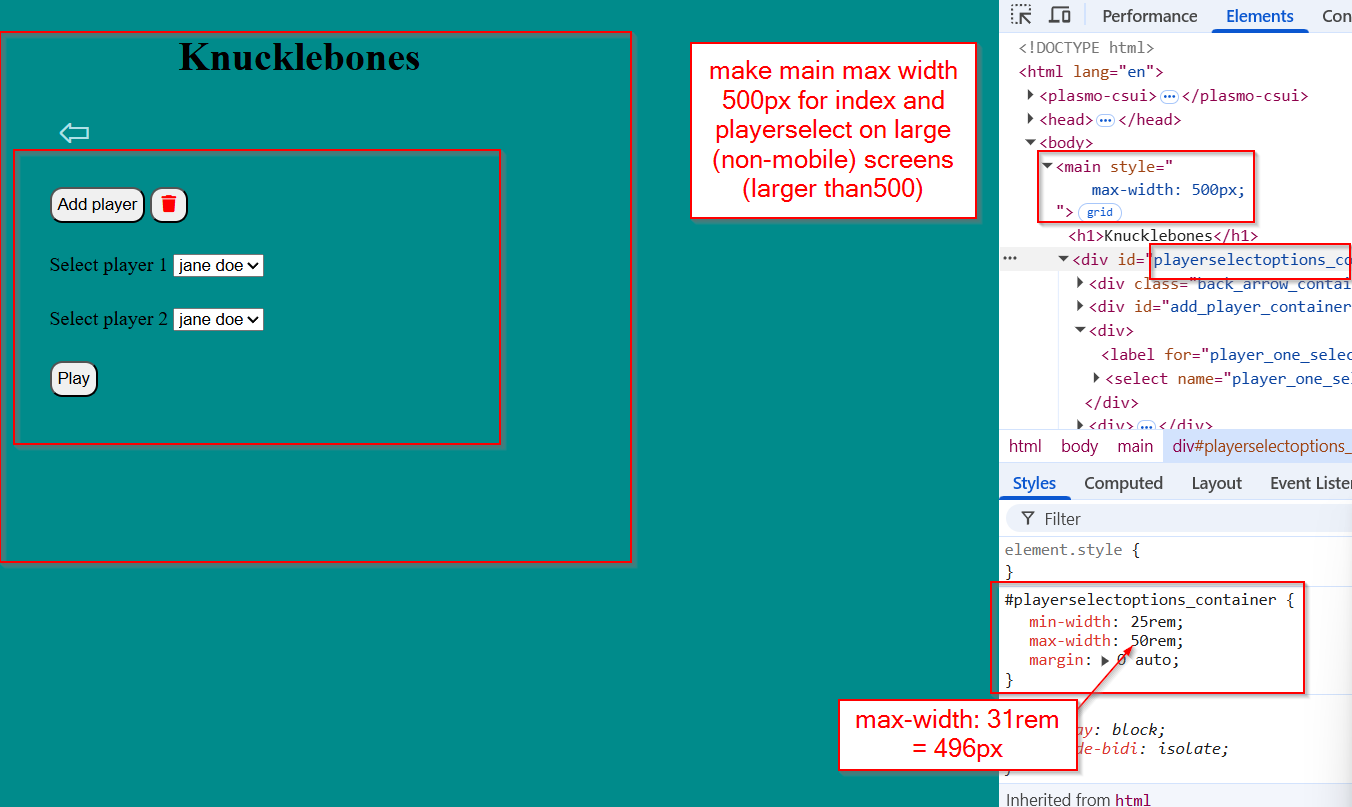 Knucklebones
Add player
Select player 1 jane doe
Select player 2 jane doe
Play
make main max width
500px for index and
playerselect on large
(non-mobile) screens
(larger than500)
Performance Elements Con
<!DOCTYPE html>
<html lang="en">
<plasmo-csui> ··· </plasmo-csui>
<head> ··· </head>
<body>
<main style="
max-width: 500px;
"> grid
<h1>Knucklebones</h1>
··· <div id="playerselectoptions_co
<div class="back_arrow_contai
<div id="add_player_container
<div>
<label for="player_one_selec
<select name="player_one_se
</div>
<div> ··· </div>
html body main div#playerselectoptions_
Styles Computed Layout Event Liste
Filter
element.style {
}
#playerselectoptions_container {
min-width: 25rem;
max-width: 50rem;
margin: 0 auto;
}
max-width: 31rem
= 496px
ay: block;
de-bidi: isolate;
}
Inherited from html